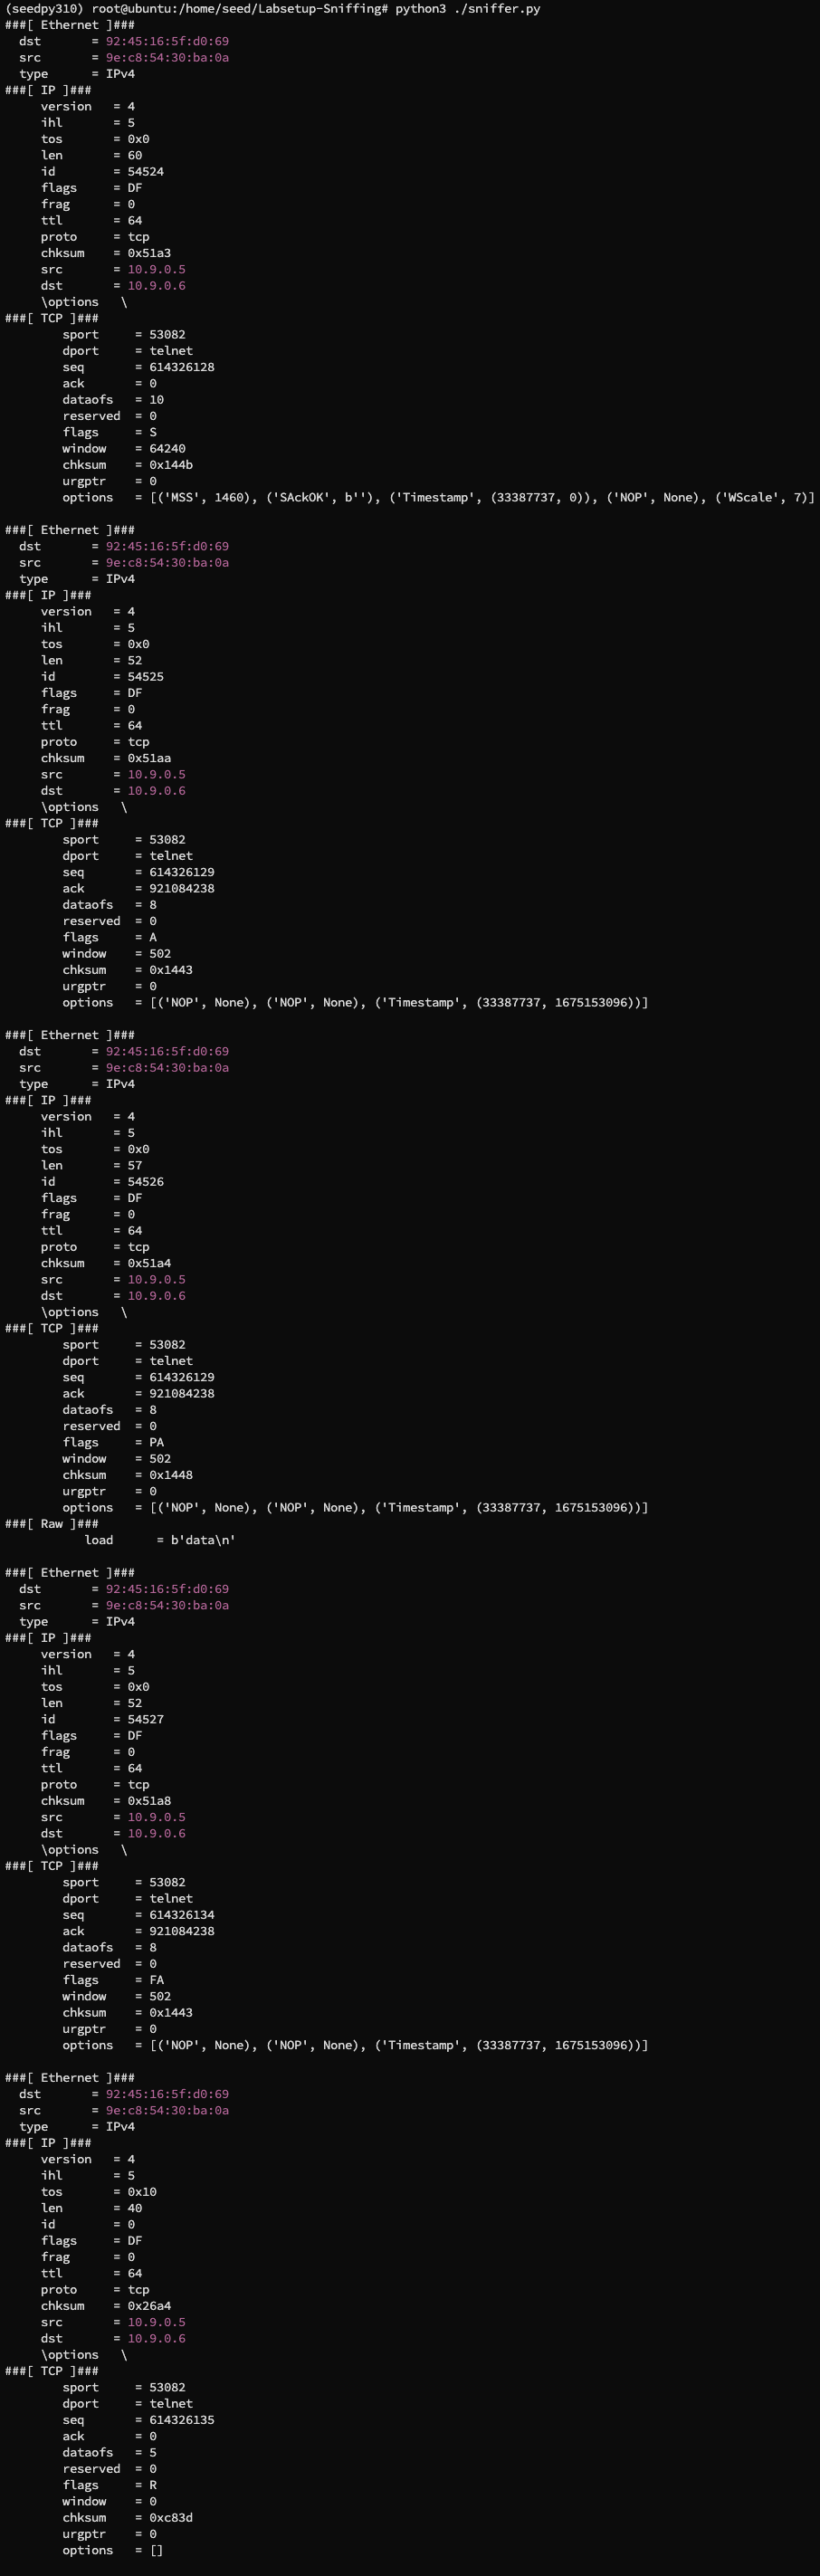 (seedpy310) root@ubuntu:/home/seed/Labsetup-Sniffing# python3 ./sniffer.py
###[ Ethernet ]###
  dst       = 92:45:16:5f:d0:69
  src       = 9e:c8:54:30:ba:0a
  type      = IPv4
###[ IP ]###
     version   = 4
     ihl       = 5
     tos       = 0x0
     len       = 60
     id        = 54524
     flags     = DF
     frag      = 0
     ttl       = 64
     proto     = tcp
     chksum    = 0x51a3
     src       = 10.9.0.5
     dst       = 10.9.0.6
     \options   \
###[ TCP ]###
        sport     = 53082
        dport     = telnet
        seq       = 614326128
        ack       = 0
        dataofs   = 10
        reserved  = 0
        flags     = S
        window    = 64240
        chksum    = 0x144b
        urgptr    = 0
        options   = [('MSS', 1460), ('SAckOK', b''), ('Timestamp', (33387737, 0)), ('NOP', None), ('WScale', 7)]

###[ Ethernet ]###
  dst       = 92:45:16:5f:d0:69
  src       = 9e:c8:54:30:ba:0a
  type      = IPv4
###[ IP ]###
     version   = 4
     ihl       = 5
     tos       = 0x0
     len       = 52
     id        = 54525
     flags     = DF
     frag      = 0
     ttl       = 64
     proto     = tcp
     chksum    = 0x51aa
     src       = 10.9.0.5
     dst       = 10.9.0.6
     \options   \
###[ TCP ]###
        sport     = 53082
        dport     = telnet
        seq       = 614326129
        ack       = 921084238
        dataofs   = 8
        reserved  = 0
        flags     = A
        window    = 502
        chksum    = 0x1443
        urgptr    = 0
        options   = [('NOP', None), ('NOP', None), ('Timestamp', (33387737, 1675153096))]

###[ Ethernet ]###
  dst       = 92:45:16:5f:d0:69
  src       = 9e:c8:54:30:ba:0a
  type      = IPv4
###[ IP ]###
     version   = 4
     ihl       = 5
     tos       = 0x0
     len       = 57
     id        = 54526
     flags     = DF
     frag      = 0
     ttl       = 64
     proto     = tcp
     chksum    = 0x51a4
     src       = 10.9.0.5
     dst       = 10.9.0.6
     \options   \
###[ TCP ]###
        sport     = 53082
        dport     = telnet
        seq       = 614326129
        ack       = 921084238
        dataofs   = 8
        reserved  = 0
        flags     = PA
        window    = 502
        chksum    = 0x1448
        urgptr    = 0
        options   = [('NOP', None), ('NOP', None), ('Timestamp', (33387737, 1675153096))]
###[ Raw ]###
           load      = b'data\n'

###[ Ethernet ]###
  dst       = 92:45:16:5f:d0:69
  src       = 9e:c8:54:30:ba:0a
  type      = IPv4
###[ IP ]###
     version   = 4
     ihl       = 5
     tos       = 0x0
     len       = 52
     id        = 54527
     flags     = DF
     frag      = 0
     ttl       = 64
     proto     = tcp
     chksum    = 0x51a8
     src       = 10.9.0.5
     dst       = 10.9.0.6
     \options   \
###[ TCP ]###
        sport     = 53082
        dport     = telnet
        seq       = 614326134
        ack       = 921084238
        dataofs   = 8
        reserved  = 0
        flags     = FA
        window    = 502
        chksum    = 0x1443
        urgptr    = 0
        options   = [('NOP', None), ('NOP', None), ('Timestamp', (33387737, 1675153096))]

###[ Ethernet ]###
  dst       = 92:45:16:5f:d0:69
  src       = 9e:c8:54:30:ba:0a
  type      = IPv4
###[ IP ]###
     version   = 4
     ihl       = 5
     tos       = 0x10
     len       = 40
     id        = 0
     flags     = DF
     frag      = 0
     ttl       = 64
     proto     = tcp
     chksum    = 0x26a4
     src       = 10.9.0.5
     dst       = 10.9.0.6
     \options   \
###[ TCP ]###
        sport     = 53082
        dport     = telnet
        seq       = 614326135
        ack       = 0
        dataofs   = 5
        reserved  = 0
        flags     = R
        window    = 0
        chksum    = 0xc83d
        urgptr    = 0
        options   = []